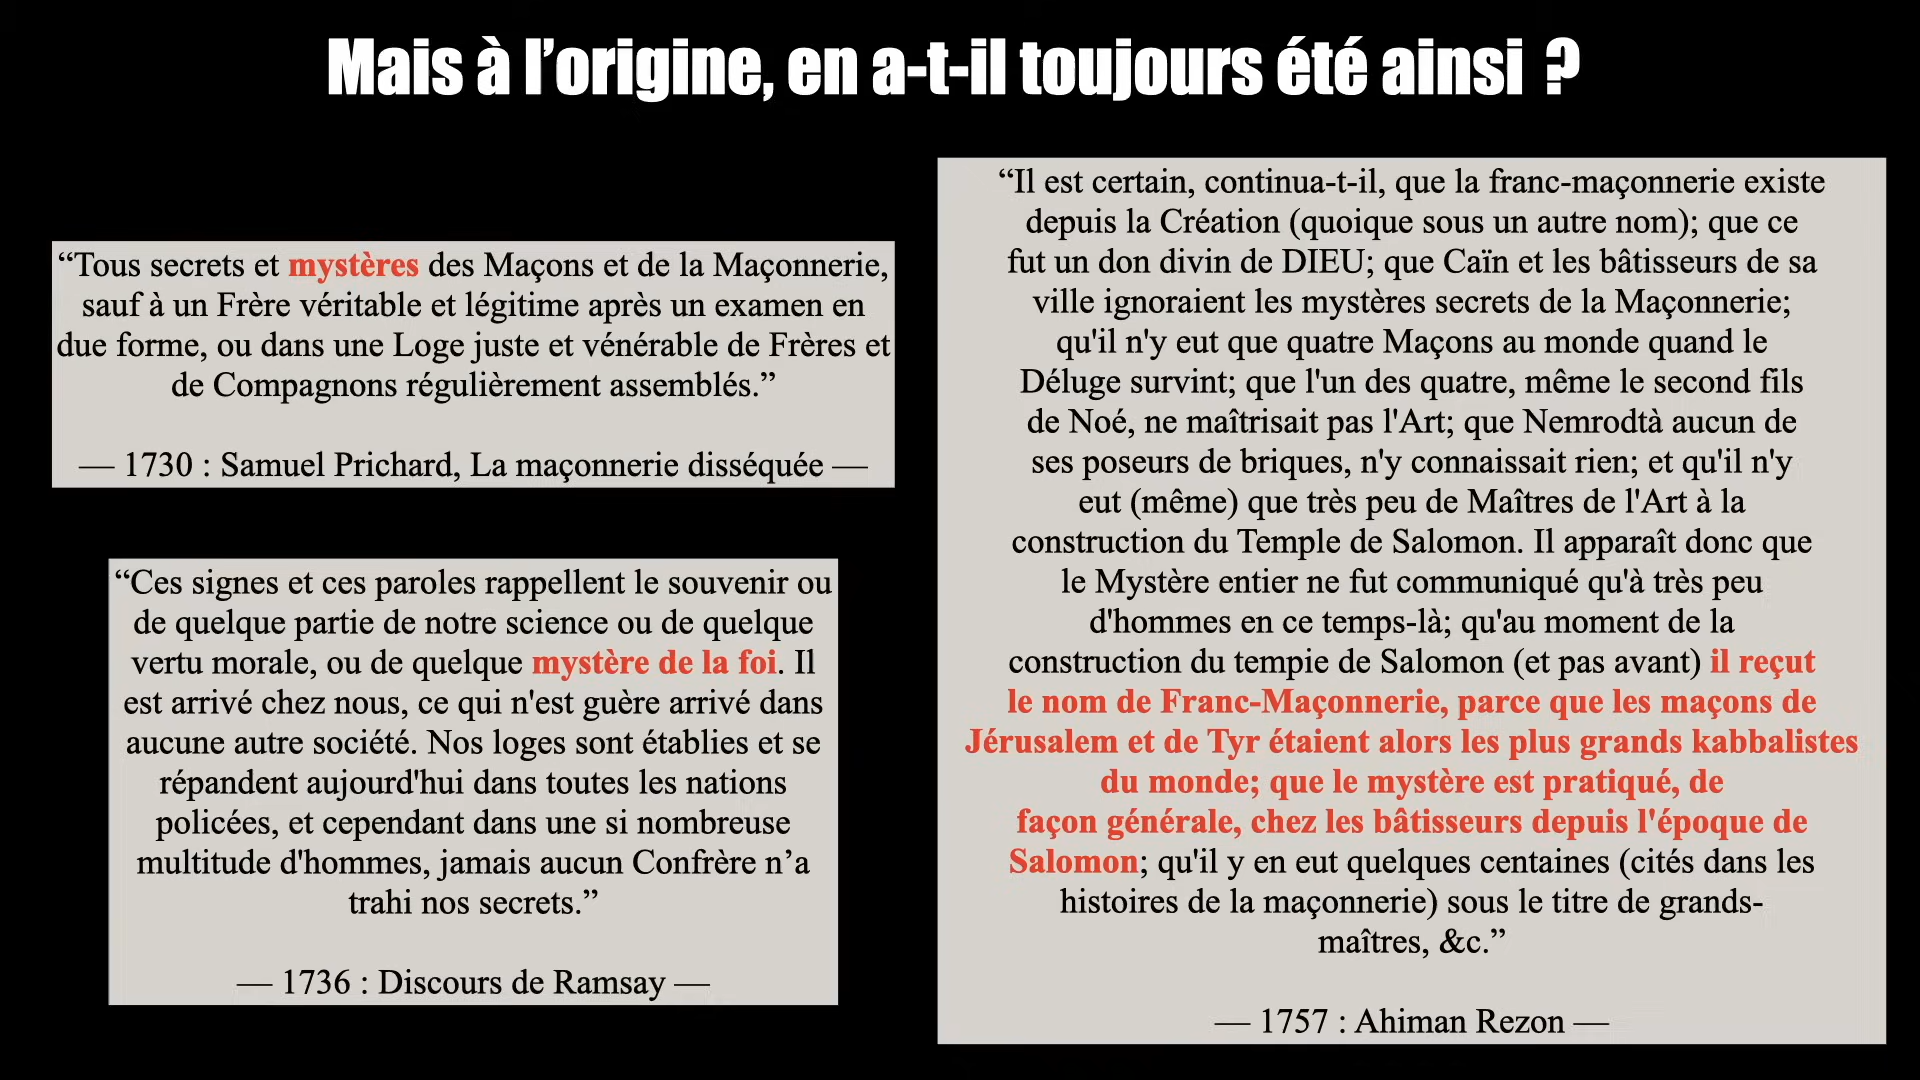 Mais à l’origine, en a-t-il toujours été ainsi ?
“Tous secrets et mystères des Maçons et de la Maçonnerie,
sauf à un Frère véritable et légitime après un examen en
due forme, ou dans une Loge juste et vénérable de Frères et
de Compagnons régulièrement assemblés.”
— 1730 : Samuel Prichard, La maçonnerie disséquée —
“Ces signes et ces paroles rappellent le souvenir ou
de quelque partie de notre science ou de quelque
vertu morale, ou de quelque mystère de la foi. Il
est arrivé chez nous, ce qui n'est guère arrivé dans
aucune autre société. Nos loges sont établies et se
répandent aujourd'hui dans toutes les nations
policées, et cependant dans une si nombreuse
multitude d'hommes, jamais aucun Confrère n’a
trahi nos secrets.”
— 1736 : Discours de Ramsay —
“Il est certain, continua-t-il, que la franc-maçonnerie existe
depuis la Création (quoique sous un autre nom); que ce
fut un don divin de DIEU; que Caïn et les bâtisseurs de sa
ville ignoraient les mystères secrets de la Maçonnerie;
qu'il n'y eut que quatre Maçons au monde quand le
Déluge survint; que l'un des quatre, même le second fils
de Noé, ne maîtrisait pas l'Art; que Nemrodtà aucun de
ses poseurs de briques, n'y connaissait rien; et qu'il n'y
eut (même) que très peu de Maîtres de l'Art à la
construction du Temple de Salomon. Il apparaît donc que
le Mystère entier ne fut communiqué qu'à très peu
d'hommes en ce temps-là; qu'au moment de la
construction du tempie de Salomon (et pas avant) il reçut
le nom de Franc-Maçonnerie, parce que les maçons de
Jérusalem et de Tyr étaient alors les plus grands kabbalistes
du monde; que le mystère est pratiqué, de
façon générale, chez les bâtisseurs depuis l'époque de
Salomon; qu'il y en eut quelques centaines (cités dans les
histoires de la maçonnerie) sous le titre de grands-
maîtres, &c.”
— 1757 : Ahiman Rezon —